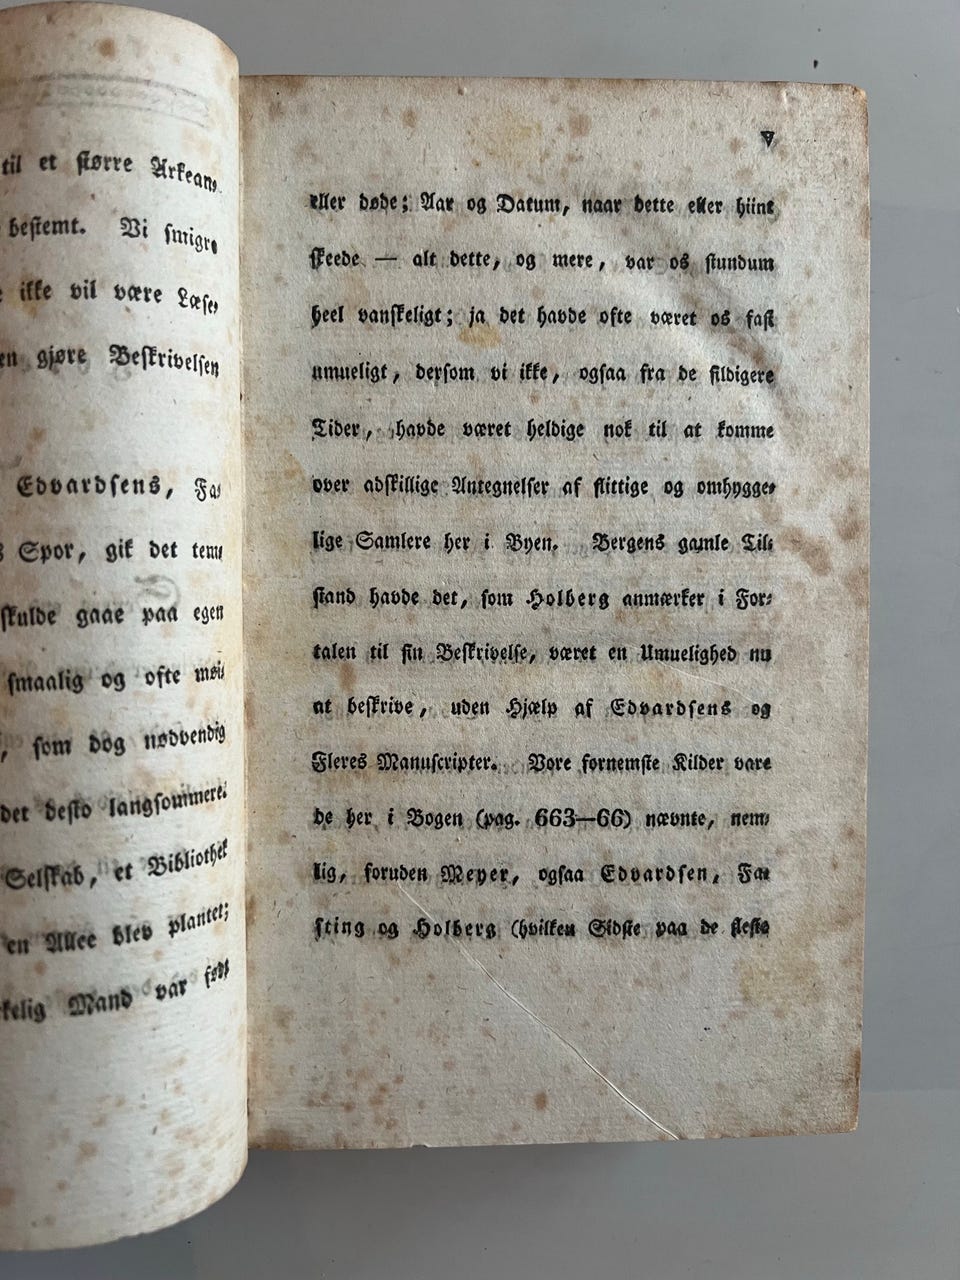 til et større Arkeans-
bestemt. Vi smigre
ikke vil være Læse-
en gjøre Beskrivelsen
Edvardsens, Fa-
Spor, gik det tem-
skulde gaae paa egen
smaalig og ofte møi-
, som dog nødvendig
det desto langsommere.
Selskab, et Bibliothek
en Allee blev plantet;
kelig Mand var født
V
eller døde; Aar og Datum, naar dette eller hiint
skeede — alt dette, og mere, var os stundum
heel vanskeligt; ja det havde ofte været os fast
umueligt, dersom vi ikke, ogsaa fra de sildigere
Tider, havde været heldige nok til at komme
over adskillige Antegnelser af flittige og omhygge-
lige Samlere her i Byen. Bergens gamle Til-
stand havde det, som Holberg anmærker i For-
talen til sin Beskrivelse, været en Umuelighed nu
at beskrive, uden Hjælp af Edvardsens og
Fleres Manuscripter. Vore fornemste Kilder vare
de her i Bogen (pag. 663—66) nævnte, nem-
lig, foruden Meyer, ogsaa Edvardsen, Fa-
sting og Holberg (hvilken Sidste paa de fleste